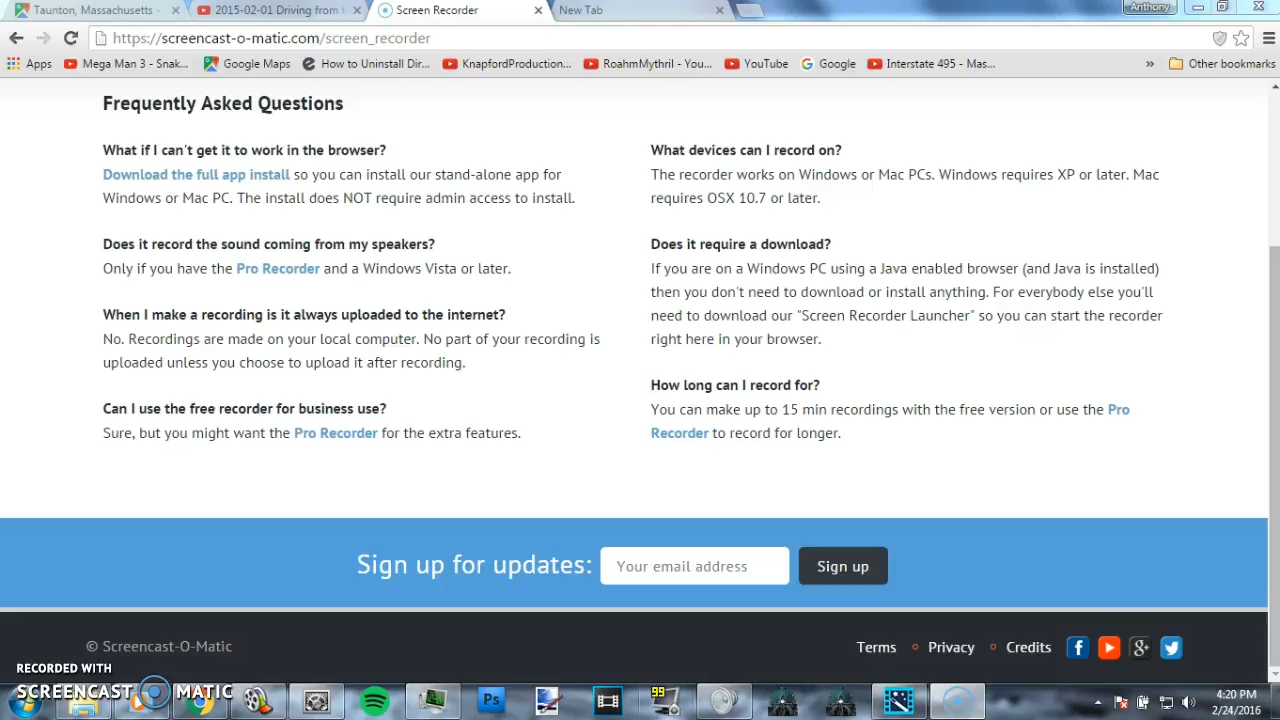 Taunton, Massachusetts -
2015-02-01 Driving from t
Screen Recorder
New Tab
Anthony
https://screencast-o-matic.com/screen_recorder
Apps
Mega Man 3 - Snak...
Google Maps
How to Uninstall Dir...
KnapfordProduction...
RoahmMythril - You...
YouTube
Google
Interstate 495 - Mas...
»
Other bookmarks
Frequently Asked Questions
What if I can't get it to work in the browser?
Download the full app install so you can install our stand-alone app for
Windows or Mac PC. The install does NOT require admin access to install.
Does it record the sound coming from my speakers?
Only if you have the Pro Recorder and a Windows Vista or later.
When I make a recording is it always uploaded to the internet?
No. Recordings are made on your local computer. No part of your recording is
uploaded unless you choose to upload it after recording.
Can I use the free recorder for business use?
Sure, but you might want the Pro Recorder for the extra features.
What devices can I record on?
The recorder works on Windows or Mac PCs. Windows requires XP or later. Mac
requires OSX 10.7 or later.
Does it require a download?
If you are on a Windows PC using a Java enabled browser (and Java is installed)
then you don't need to download or install anything. For everybody else you'll
need to download our "Screen Recorder Launcher" so you can start the recorder
right here in your browser.
How long can I record for?
You can make up to 15 min recordings with the free version or use the Pro
Recorder to record for longer.
Sign up for updates:
Your email address
Sign up
© Screencast-O-Matic
Terms
Privacy
Credits
RECORDED WITH
SCREENCAST MATIC
Ps
99
4:20 PM
2/24/2016